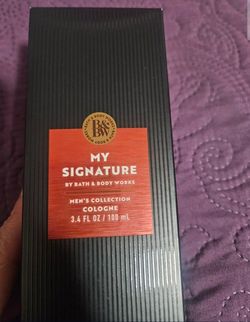 B&BW
MY
SIGNATURE
BY BATH & BODY WORKS
MEN'S COLLECTION
COLOGNE
3.4 FL OZ / 100 mL